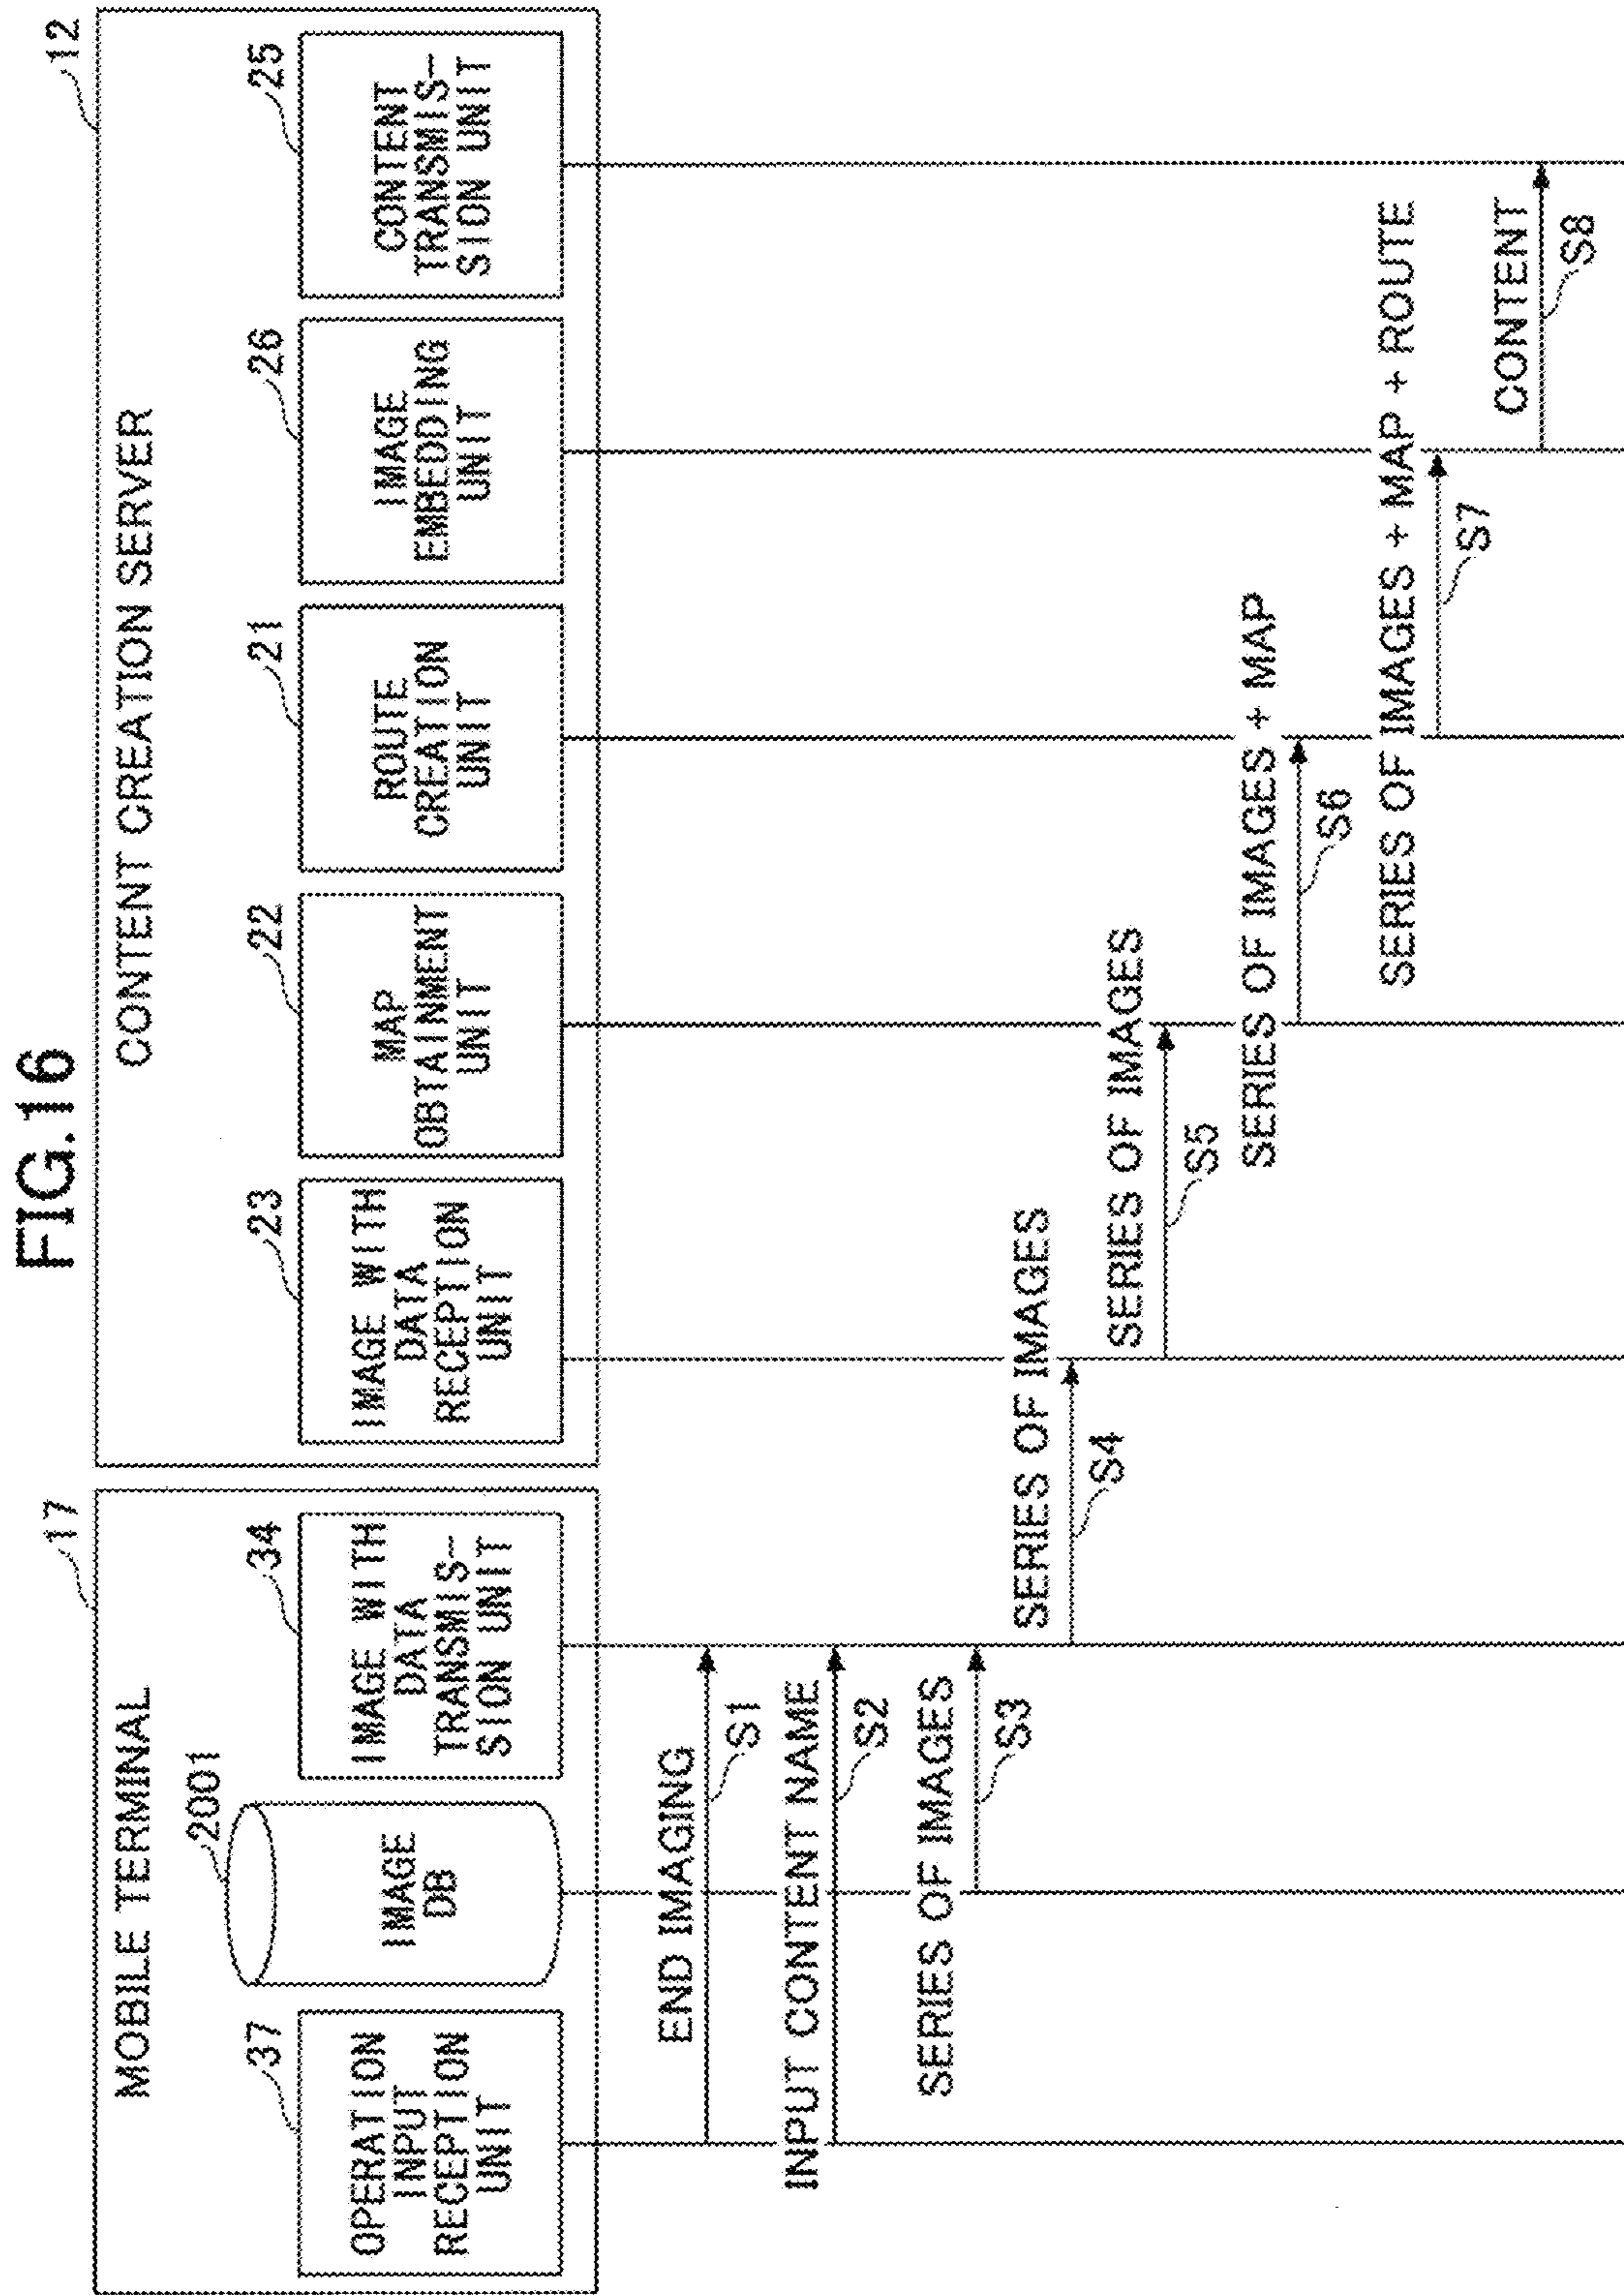 FIG.16
17
MOBILE TERMINAL
37
OPERATION
INPUT
RECEPTION
UNIT
2001
IMAGE
DB
34
IMAGE WITH
DATA
TRANSMIS-
SION UNIT
12
CONTENT CREATION SERVER
23
IMAGE WITH
DATA
RECEPTION
UNIT
22
MAP
OBTAINMENT
UNIT
21
ROUTE
CREATION
UNIT
26
IMAGE
EMBEDDING
UNIT
25
CONTENT
TRANSMIS-
SION UNIT
END IMAGING
S1
INPUT CONTENT NAME
S2
SERIES OF IMAGES
S3
SERIES OF IMAGES
S4
SERIES OF IMAGES
S5
SERIES OF IMAGES + MAP
S6
SERIES OF IMAGES + MAP + ROUTE
S7
CONTENT
S8